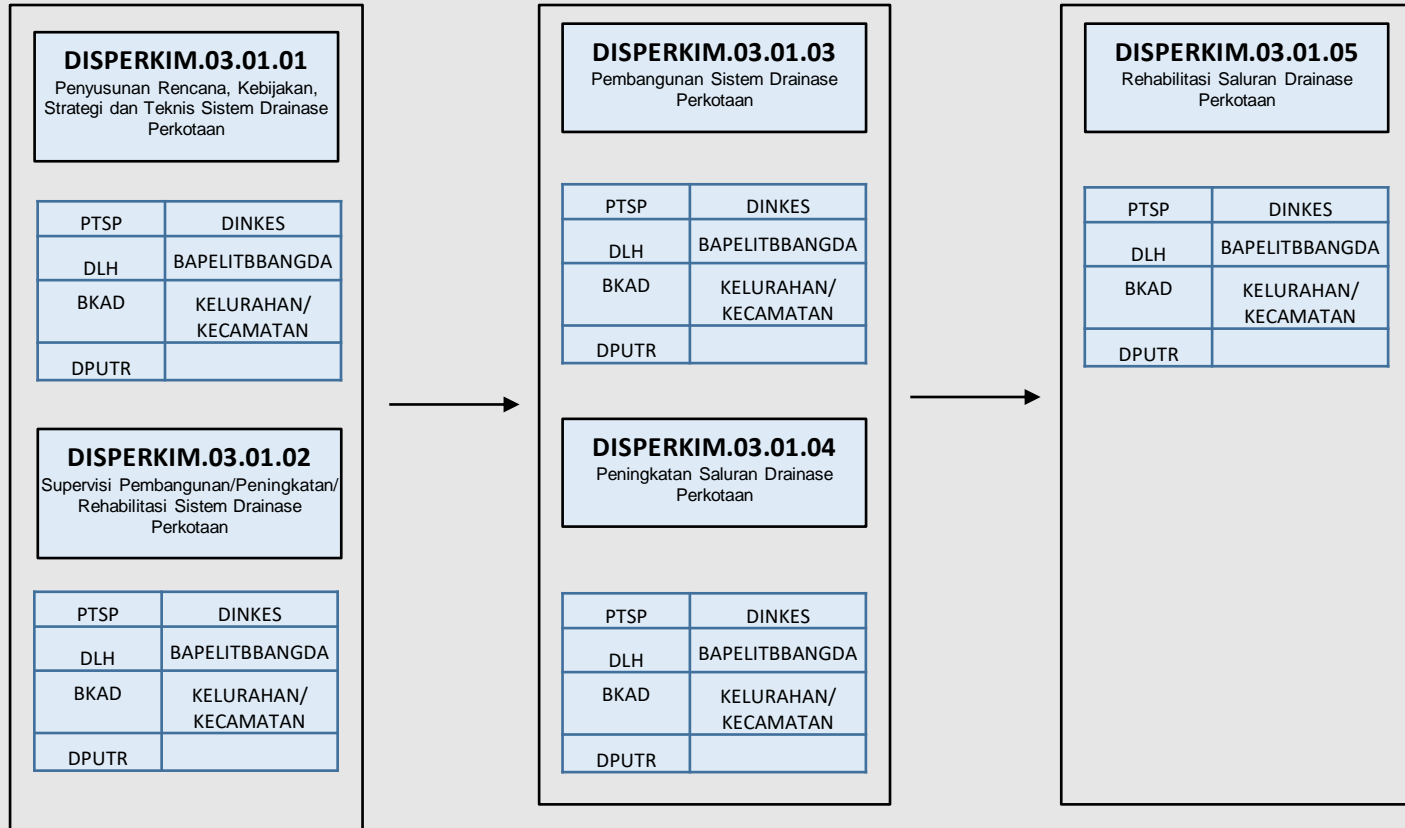 DISPERKIM.03.01.01
Penyusunan Rencana, Kebijakan,
Strategi dan Teknis Sistem Drainase
Perkotaan
PTSP DINKES
DLH BAPELITBBANGDA
BKAD KELURAHAN/
KECAMATAN
DPUTR
DISPERKIM.03.01.02
Supervisi Pembangunan/Peningkatan/
Rehabilitasi Sistem Drainase
Perkotaan
PTSP DINKES
DLH BAPELITBBANGDA
BKAD KELURAHAN/
KECAMATAN
DPUTR
DISPERKIM.03.01.03
Pembangunan Sistem Drainase
Perkotaan
PTSP DINKES
DLH BAPELITBBANGDA
BKAD KELURAHAN/
KECAMATAN
DPUTR
DISPERKIM.03.01.04
Peningkatan Saluran Drainase
Perkotaan
PTSP DINKES
DLH BAPELITBBANGDA
BKAD KELURAHAN/
KECAMATAN
DPUTR
DISPERKIM.03.01.05
Rehabilitasi Saluran Drainase
Perkotaan
PTSP DINKES
DLH BAPELITBBANGDA
BKAD KELURAHAN/
KECAMATAN
DPUTR